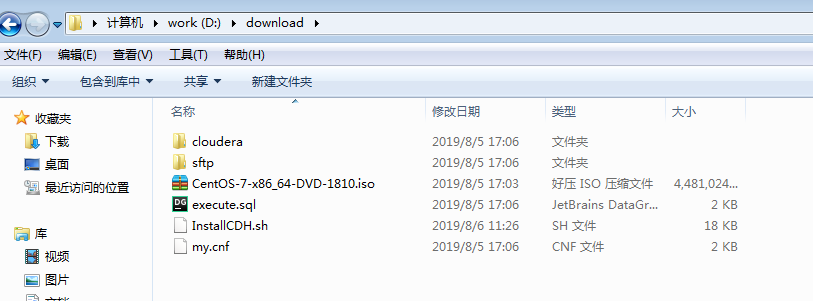 计算机 work (D:) download
文件(F) 编辑(E) 查看(V) 工具(T) 帮助(H)
组织 包含到库中 共享 新建文件夹
名称 修改日期 类型 大小
收藏夹
下载
桌面
最近访问的位置
库
视频
图片
cloudera 2019/8/5 17:06 文件夹
sftp 2019/8/5 17:06 文件夹
CentOS-7-x86_64-DVD-1810.iso 2019/8/5 17:03 好压 ISO 压缩文件 4,481,024...
DG execute.sql 2019/8/5 17:06 JetBrains DataGr... 2 KB
InstallCDH.sh 2019/8/6 11:26 SH 文件 18 KB
my.cnf 2019/8/5 17:06 CNF 文件 2 KB